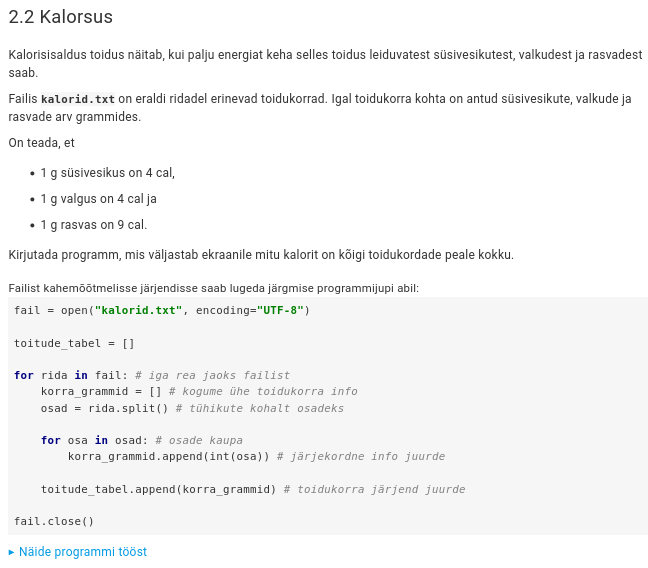 2.2 Kalorsus
Kalorisisaldus toidus näitab, kui palju energiat keha selles toidus leiduvatest süsivesikutest, valkudest ja rasvadest
saab.
Failis kalorid.txt on eraldi ridadel erinevad toidukorrad. Igal toidukorra kohta on antud süsivesikute, valkude ja
rasvade arv grammides.
On teada, et
• 1 g süsivesikus on 4 cal,
• 1 g valgus on 4 cal ja
• 1 g rasvas on 9 cal.
Kirjutada programm, mis väljastab ekraanile mitu kalorit on kõigi toidukordade peale kokku.
Failist kahemõõtmelisse järjendisse saab lugeda järgmise programmijupi abil:
fail = open("kalorid.txt", encoding="UTF-8")
toitude_tabel = []
for rida in fail: # iga rea jaoks failist
    korra_grammid = [] # kogume ühe toidukorra info
    osad = rida.split() # tühikute kohalt osadeks
    for osa in osad: # osade kaupa
        korra_grammid.append(int(osa)) # järjekordne info juurde
    toitude_tabel.append(korra_grammid) # toidukorra järjend juurde
fail.close()
▸ Näide programmi tööst